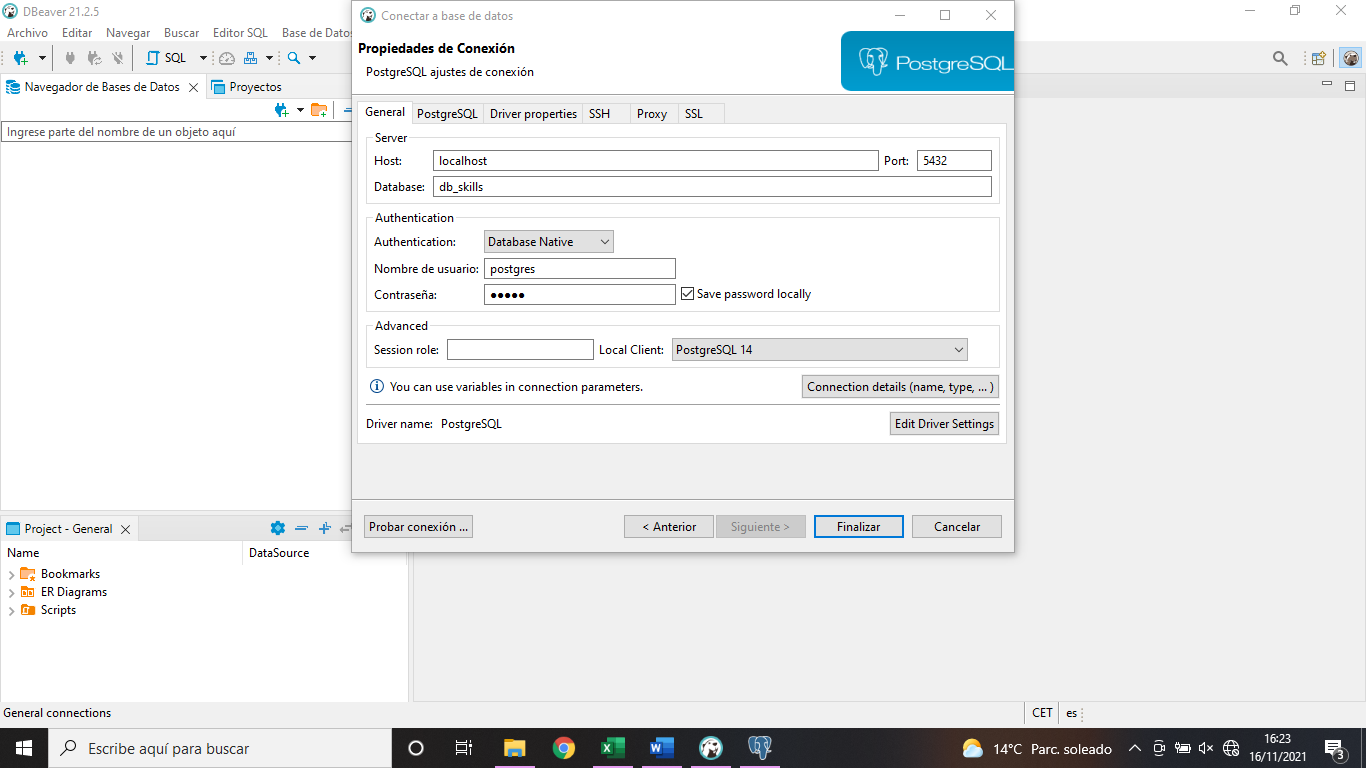 DBeaver 21.2.5
Archivo Editar Navegar Buscar Editor SQL Base de Datos
SQL
Navegador de Bases de Datos
Proyectos
Ingrese parte del nombre de un objeto aquí
Conectar a base de datos
Propiedades de Conexión
PostgreSQL ajustes de conexión
PostgreSQL
General PostgreSQL Driver properties SSH Proxy SSL
Server
Host: localhost Port: 5432
Database: db_skills
Authentication
Authentication: Database Native
Nombre de usuario: postgres
Contraseña: ●●●●● Save password locally
Advanced
Session role: Local Client: PostgreSQL 14
You can use variables in connection parameters.
Connection details (name, type, ... )
Driver name: PostgreSQL
Edit Driver Settings
Probar conexión ... < Anterior Siguiente > Finalizar Cancelar
Project - General
Name DataSource
Bookmarks
ER Diagrams
Scripts
General connections
CET es
Escribe aquí para buscar
14°C Parc. soleado
16:23
16/11/2021
3